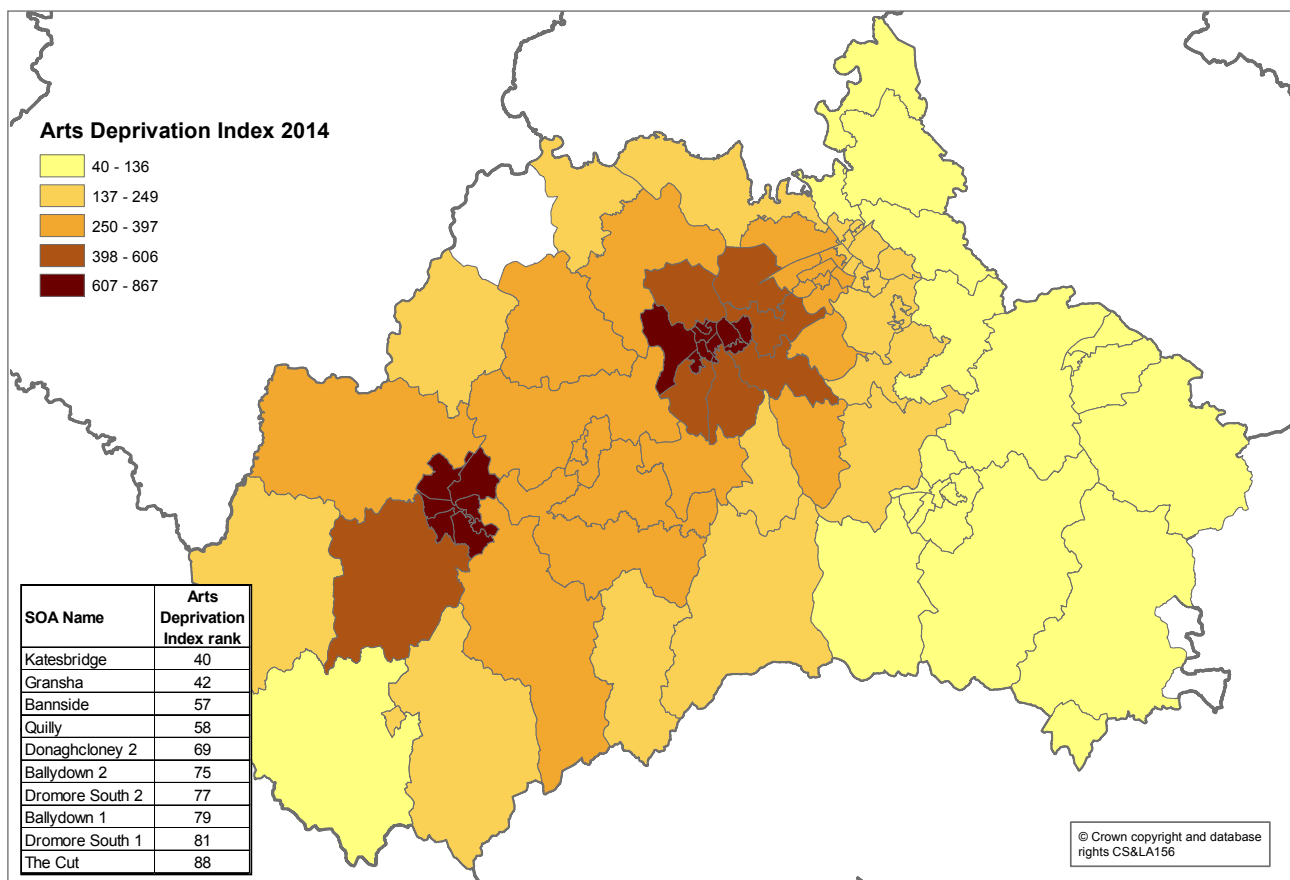 Arts Deprivation Index 2014
40 - 136
137 - 249
250 - 397
398 - 606
607 - 867
SOA Name Arts
Deprivation
Index rank
Katesbridge 40
Gransha 42
Bannside 57
Quilly 58
Donaghcloney 2 69
Ballydown 2 75
Dromore South 2 77
Ballydown 1 79
Dromore South 1 81
The Cut 88
© Crown copyright and database
rights CS&LA156